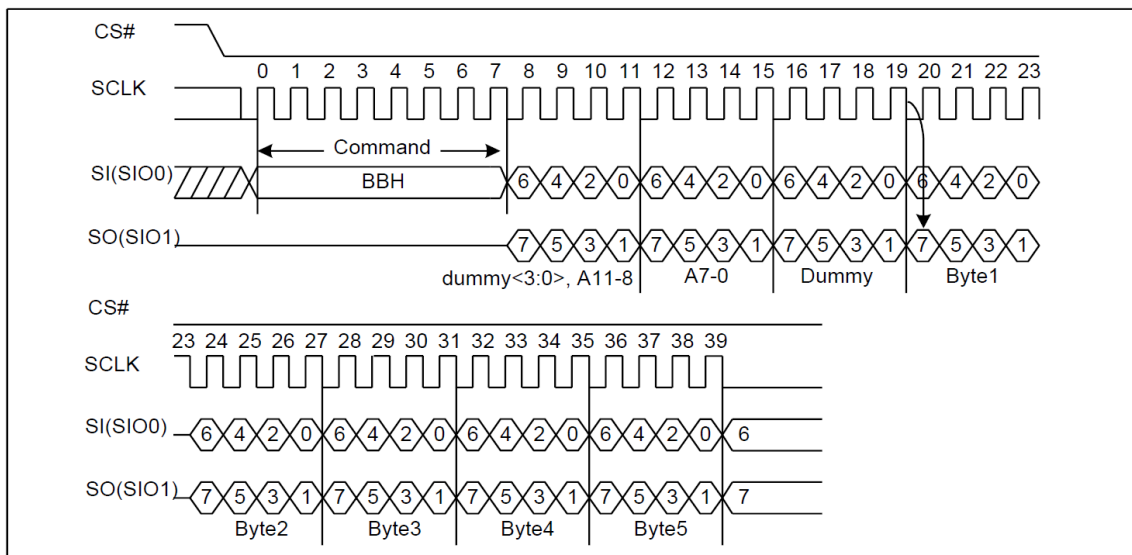 CS#
0 1 2 3 4 5 6 7 8 9 10 11 12 13 14 15 16 17 18 19 20 21 22 23
SCLK
Command
SI(SIO0) BBH 6 4 2 0 6 4 2 0 6 4 2 0 6 4 2 0
SO(SIO1) 7 5 3 1 7 5 3 1 7 5 3 1 7 5 3 1
dummy<3:0>, A11-8 A7-0 Dummy Byte1
CS#
23 24 25 26 27 28 29 30 31 32 33 34 35 36 37 38 39
SCLK
SI(SIO0) 6 4 2 0 6 4 2 0 6 4 2 0 6 4 2 0 6
SO(SIO1) 7 5 3 1 7 5 3 1 7 5 3 1 7 5 3 1 7
Byte2 Byte3 Byte4 Byte5